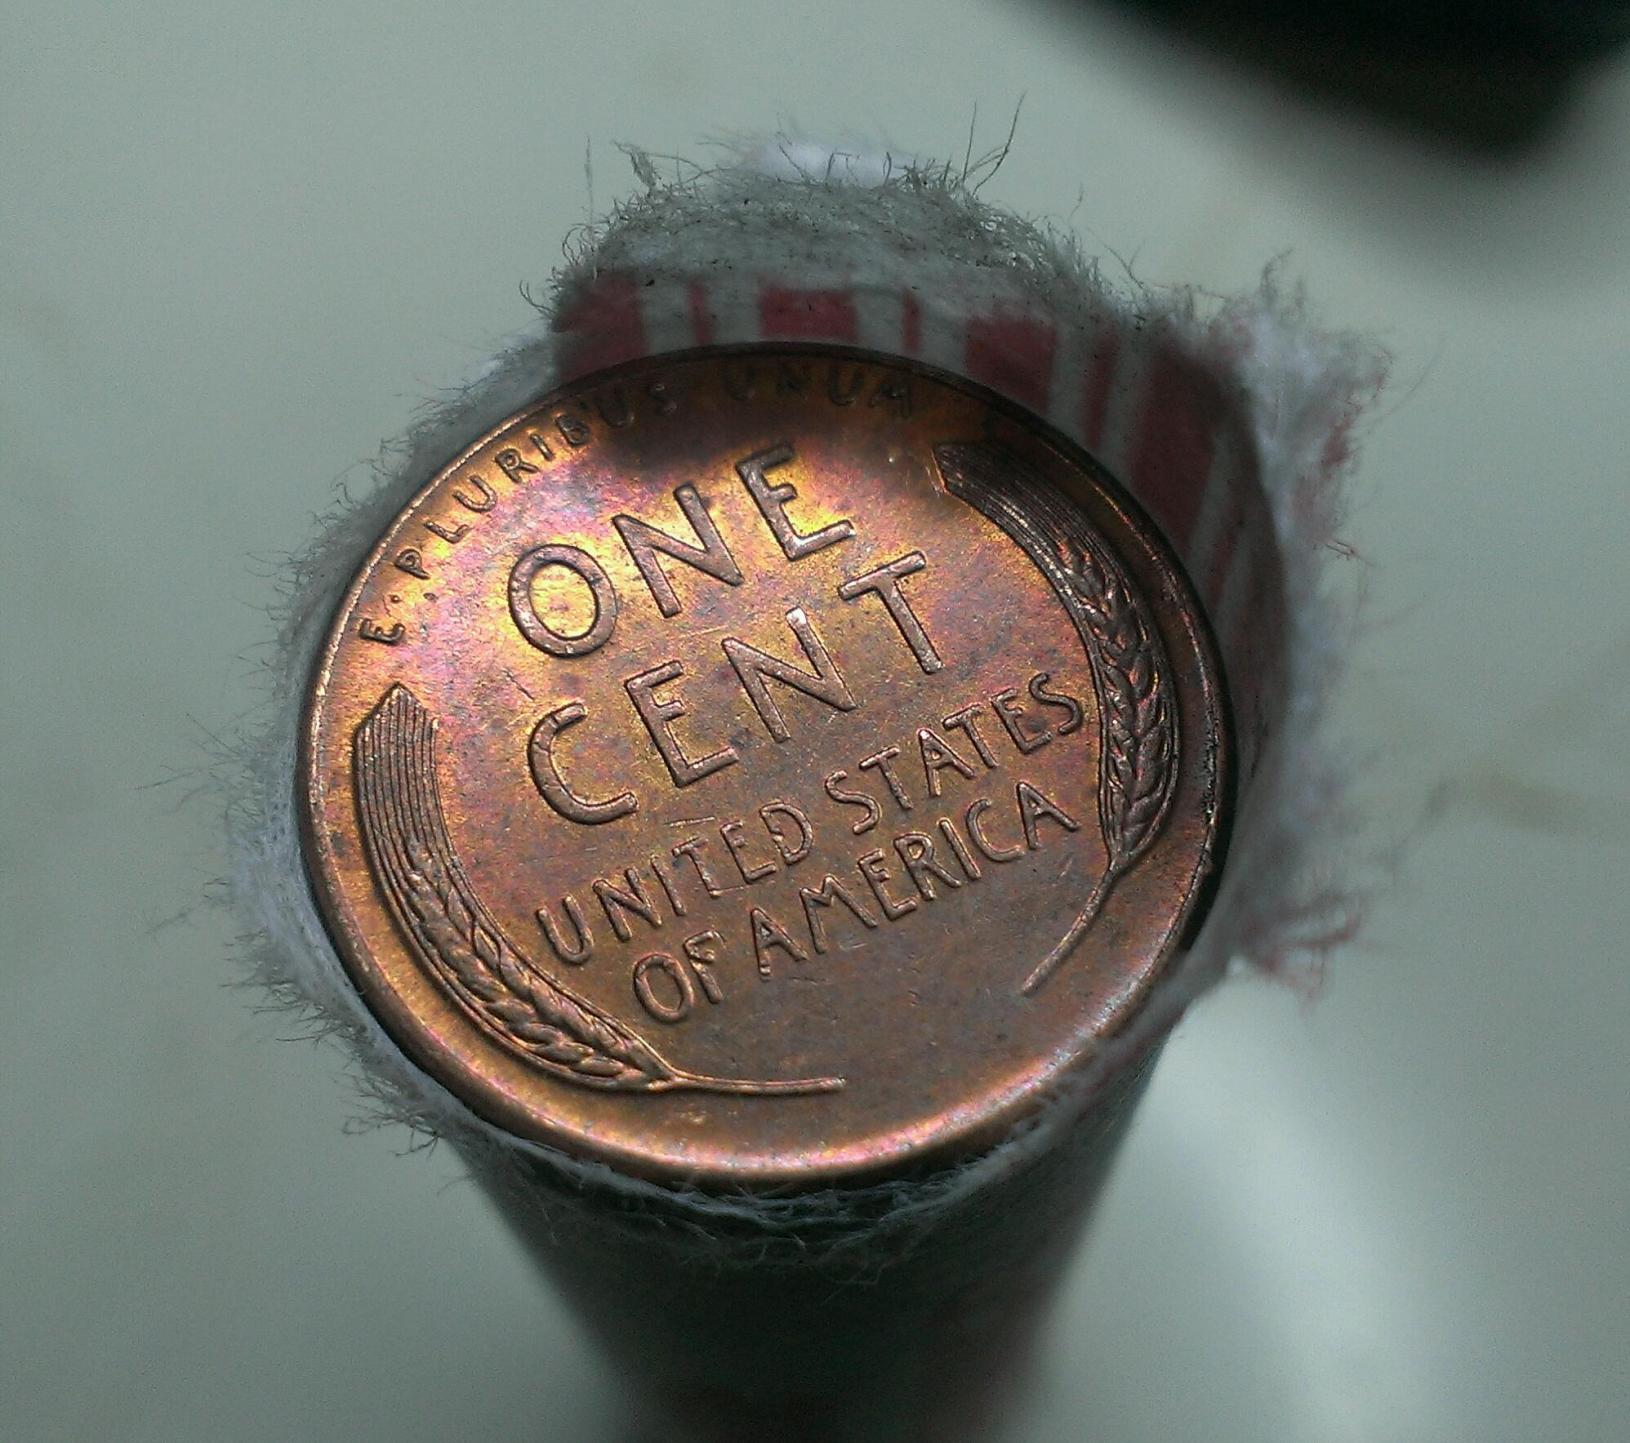 E·PLURIBUS UNUM
ONE
CENT
UNITED STATES
OF AMERICA